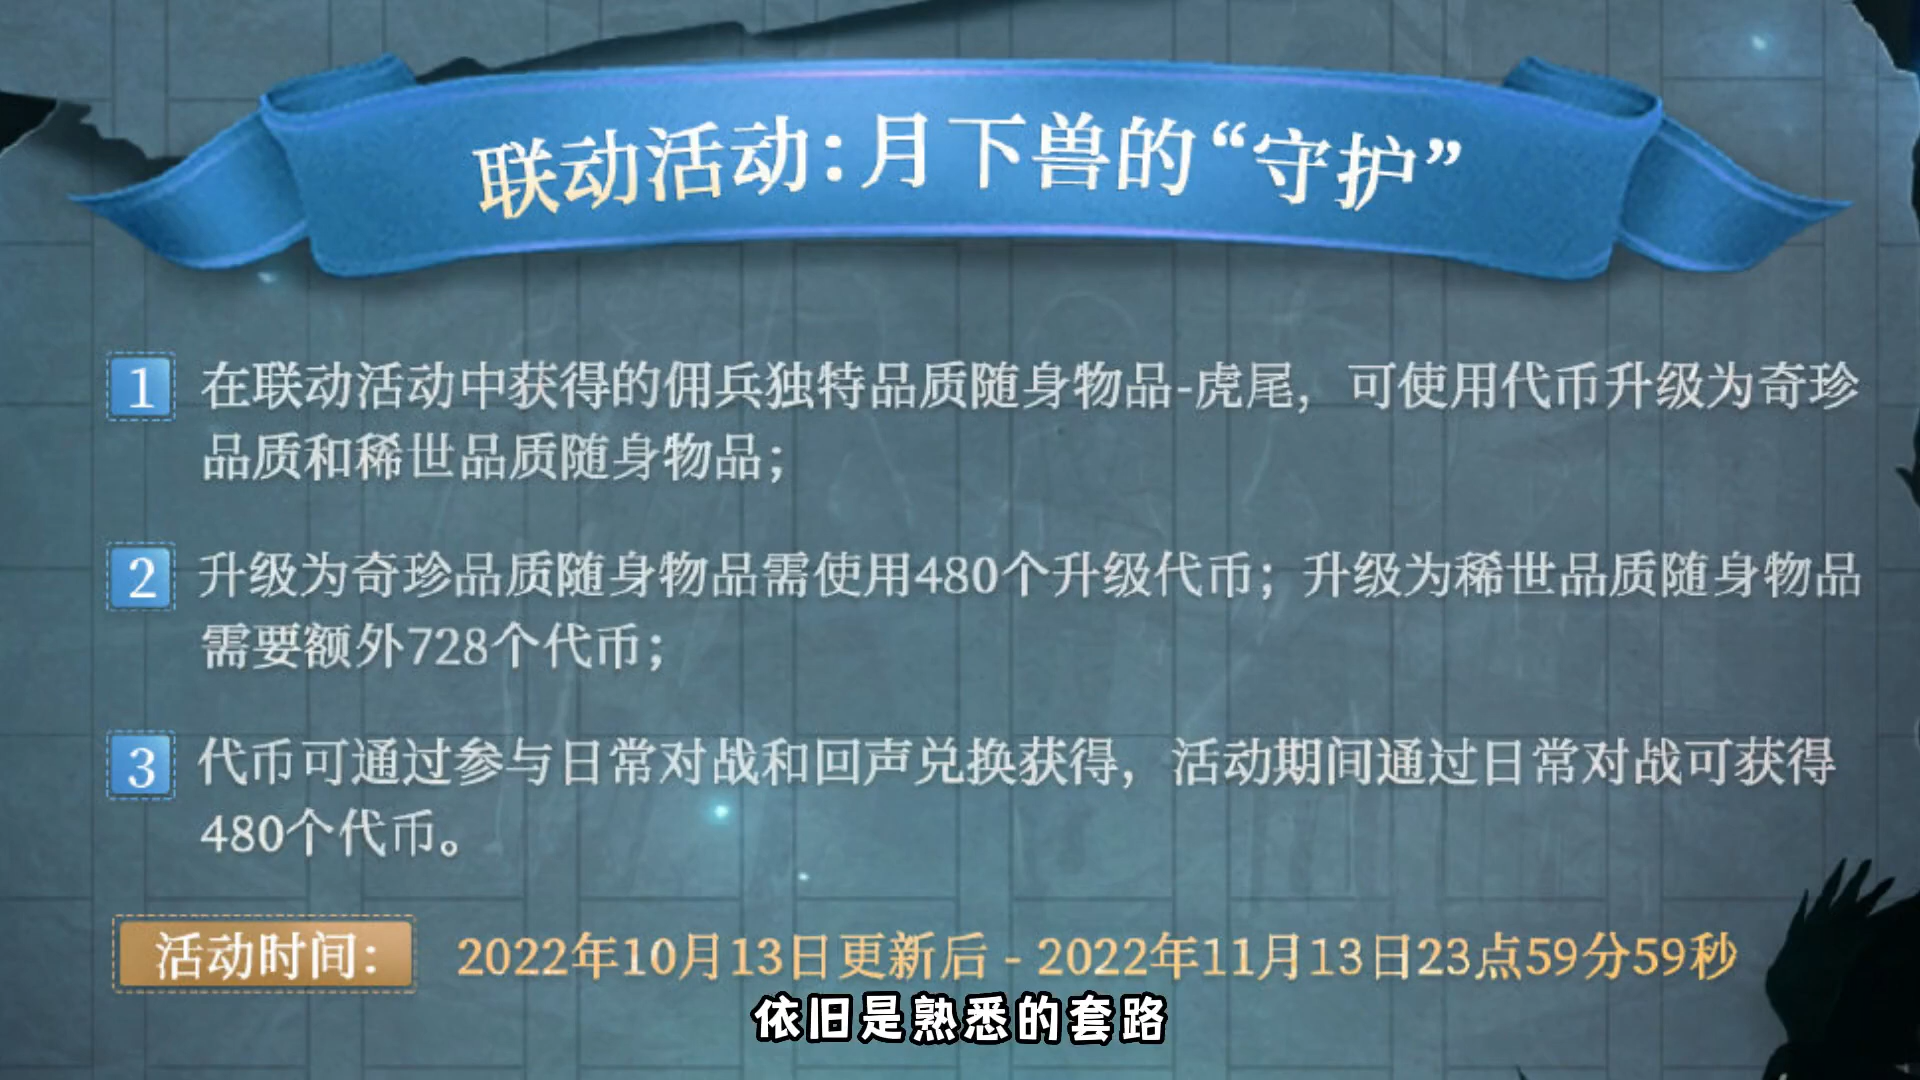 联动活动：月下兽的“守护”
1 在联动活动中获得的佣兵独特品质随身物品-虎尾，可使用代币升级为奇珍
品质和稀世品质随身物品；
2 升级为奇珍品质随身物品需使用480个升级代币；升级为稀世品质随身物品
需要额外728个代币；
3 代币可通过参与日常对战和回声兑换获得，活动期间通过日常对战可获得
480个代币。
活动时间： 2022年10月13日更新后 - 2022年11月13日23点59分59秒
依旧是熟悉的套路